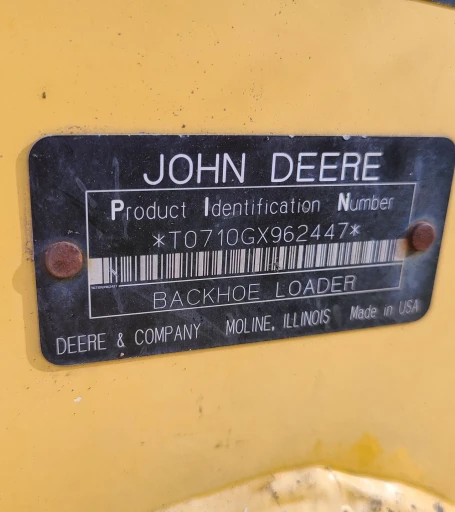 JOHN DEERE
Product Identification Number
*T0710GX962447*
BACKHOE LOADER
DEERE & COMPANY MOLINE, ILLINOIS Made in USA